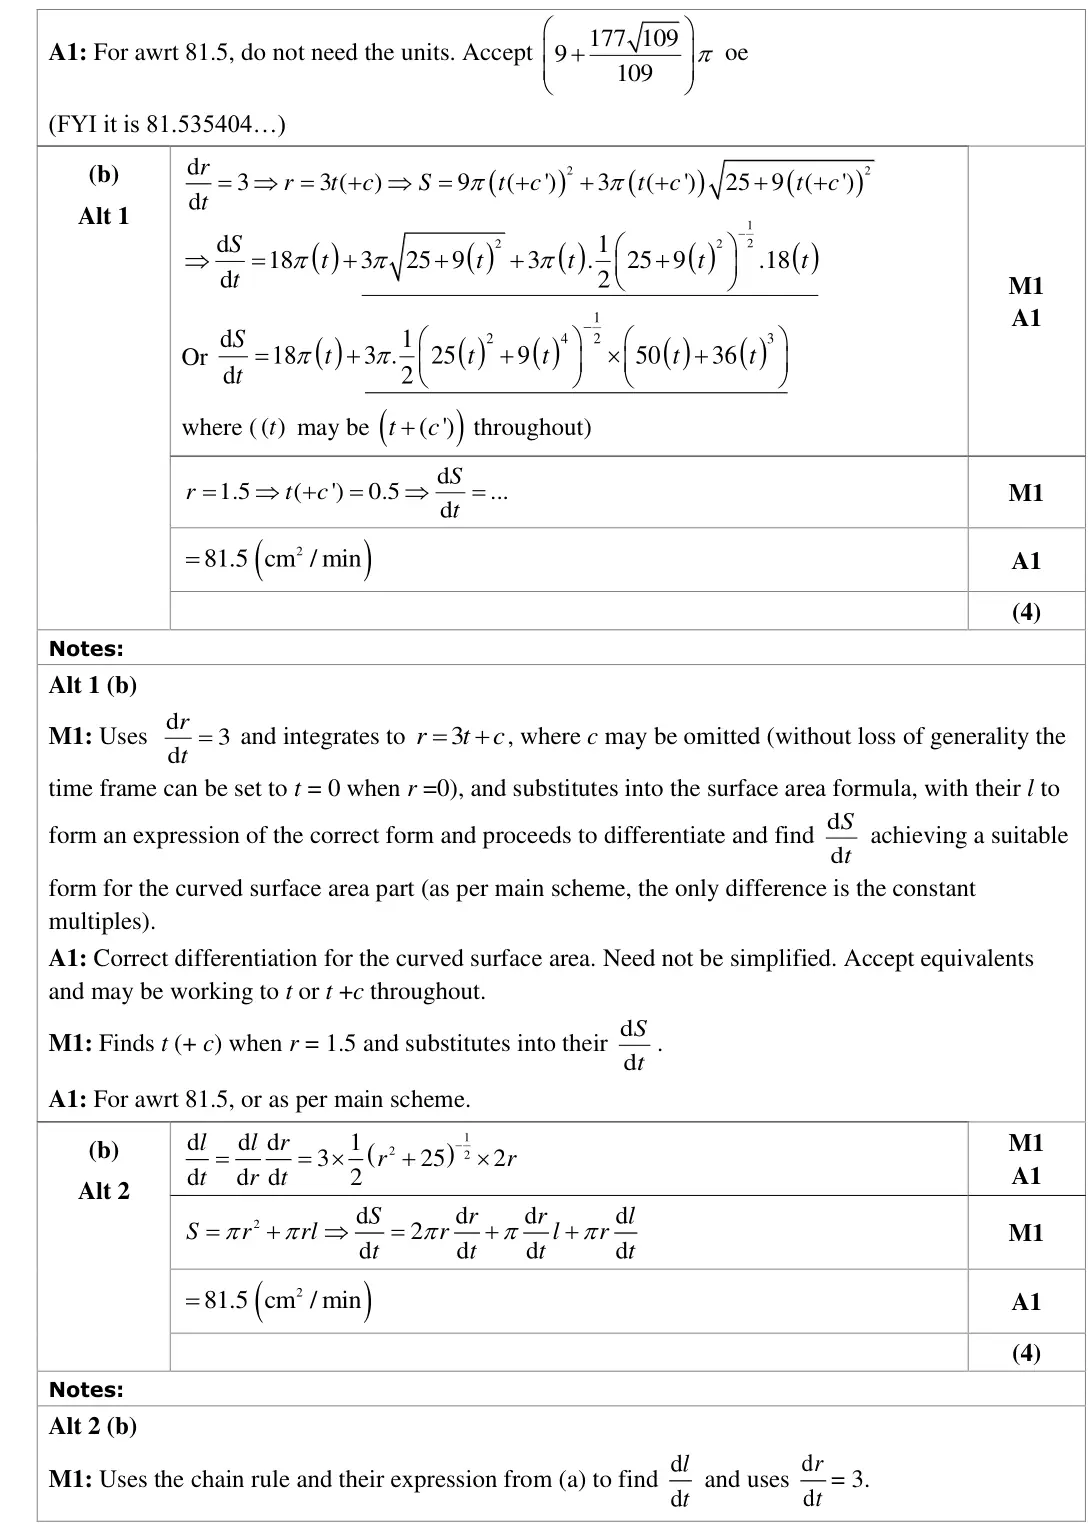 A1: For awrt 81.5, do not need the units. Accept (9 + 177√109/109)π oe
(FYI it is 81.535404…)
(b)
Alt 1
dr/dt = 3 ⇒ r = 3t(+c) ⇒ S = 9π(t(+c'))² + 3π(t(+c'))√(25 + 9(t(+c'))²)
⇒ dS/dt = 18π(t) + 3π√(25 + 9(t)²) + 3π(t).1/2(25 + 9(t)²)^(-1/2).18(t)
M1
A1
Or dS/dt = 18π(t) + 3π.1/2(25(t)² + 9(t)⁴)^(-1/2) × (50(t) + 36(t)³)
where ( (t) may be (t + (c')) throughout)
r = 1.5 ⇒ t(+c') = 0.5 ⇒ dS/dt = ... M1
= 81.5 (cm² / min) A1
(4)
Notes:
Alt 1 (b)
M1: Uses dr/dt = 3 and integrates to r = 3t + c, where c may be omitted (without loss of generality the
time frame can be set to t = 0 when r =0), and substitutes into the surface area formula, with their l to
form an expression of the correct form and proceeds to differentiate and find dS/dt achieving a suitable
form for the curved surface area part (as per main scheme, the only difference is the constant
multiples).
A1: Correct differentiation for the curved surface area. Need not be simplified. Accept equivalents
and may be working to t or t +c throughout.
M1: Finds t (+ c) when r = 1.5 and substitutes into their dS/dt .
A1: For awrt 81.5, or as per main scheme.
(b)
Alt 2
dl/dt = dl/dr dr/dt = 3 × 1/2(r² + 25)^(-1/2) × 2r
M1
A1
S = πr² + πrl ⇒ dS/dt = 2πr dr/dt + π dr/dt l + πr dl/dt M1
= 81.5 (cm² / min) A1
(4)
Notes:
Alt 2 (b)
M1: Uses the chain rule and their expression from (a) to find dl/dt and uses dr/dt = 3.